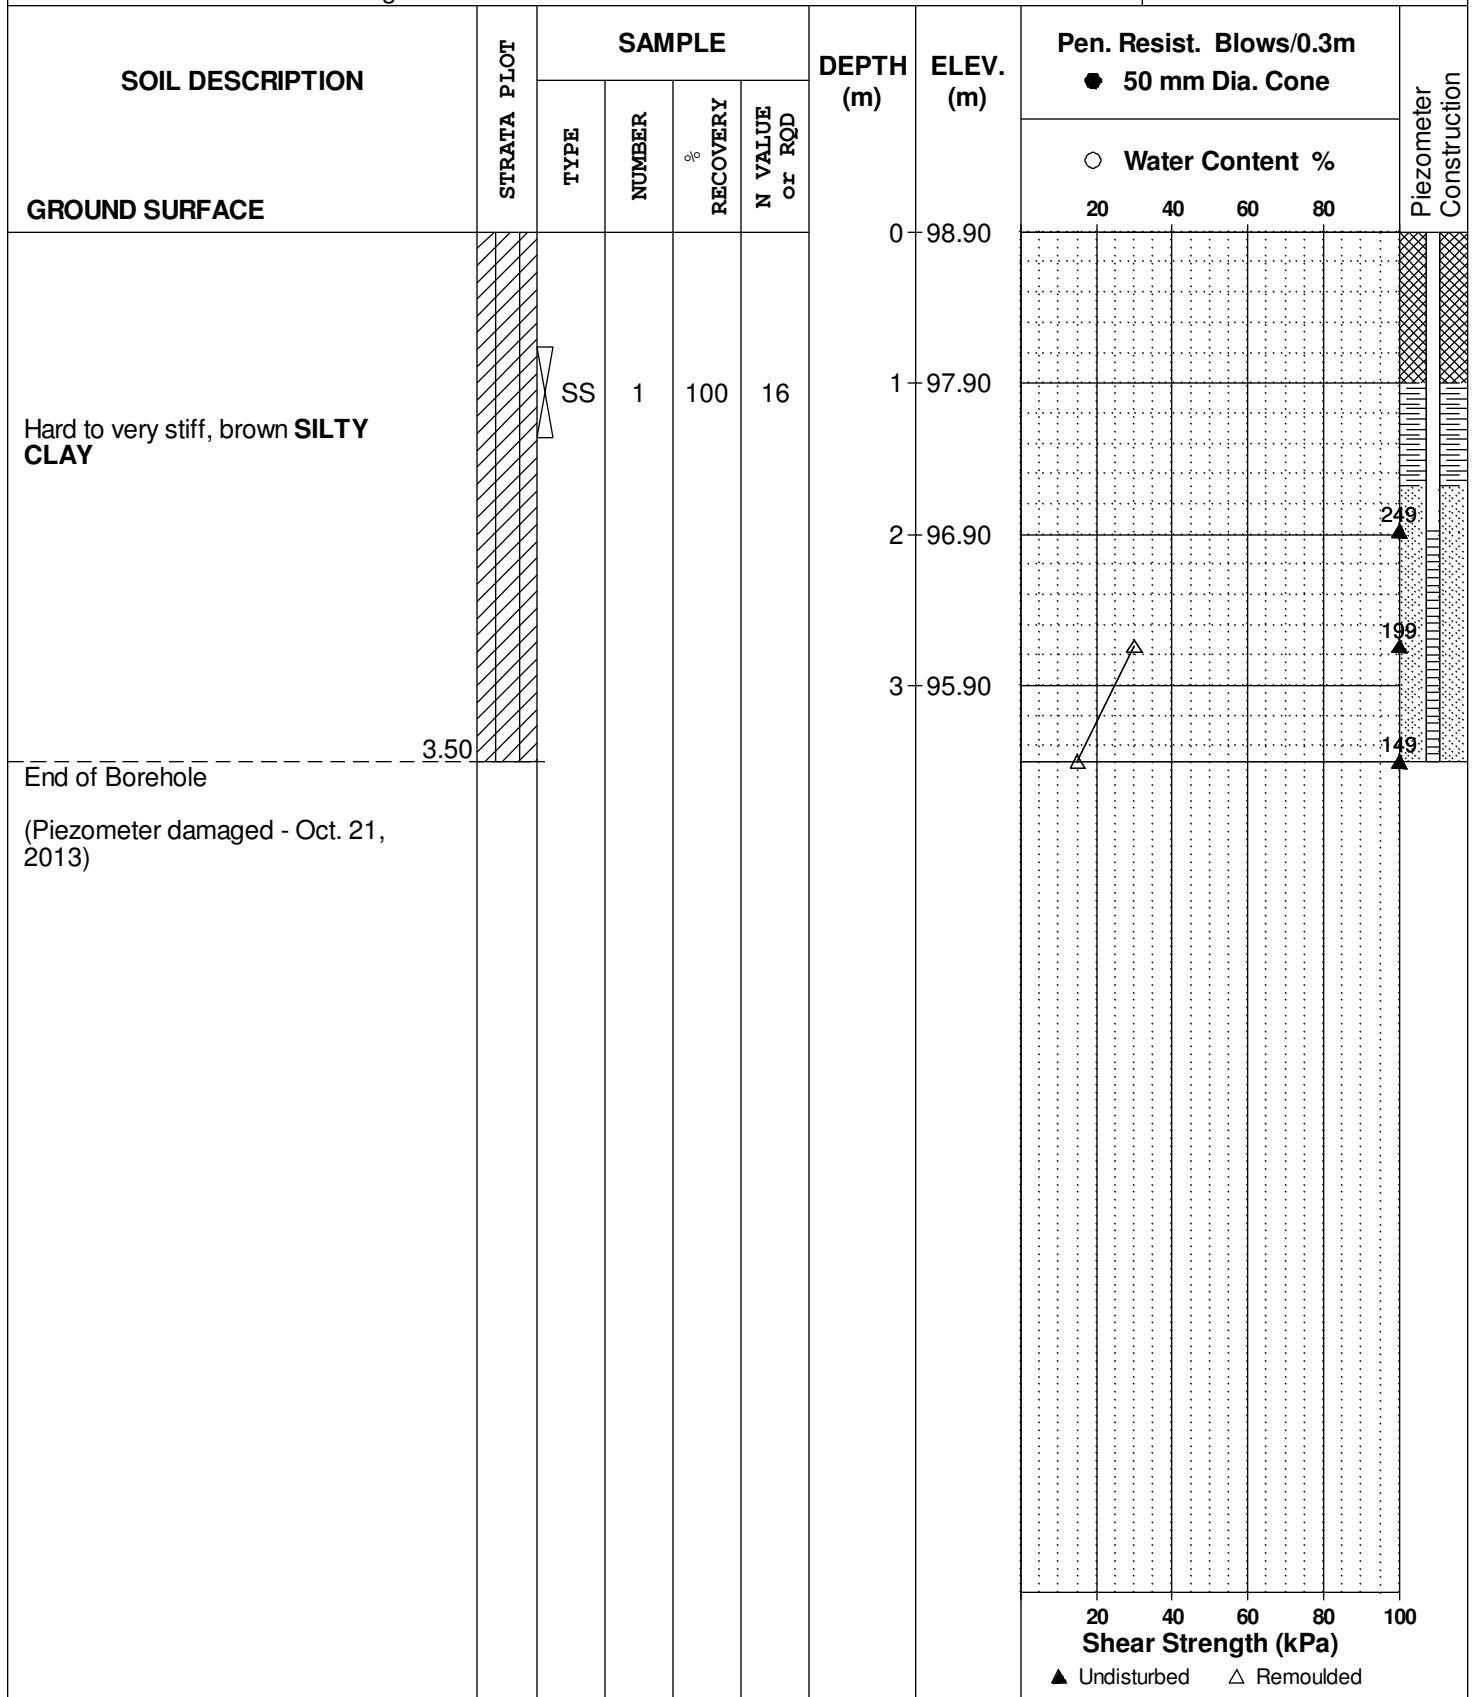 SOIL DESCRIPTION
GROUND SURFACE
STRATA PLOT
SAMPLE
TYPE
NUMBER
%
RECOVERY
N VALUE
or RQD
DEPTH
(m)
ELEV.
(m)
Pen. Resist. Blows/0.3m
● 50 mm Dia. Cone
○ Water Content %
20 40 60 80
Piezometer
Construction
0 98.90
SS 1 100 16
1 97.90
Hard to very stiff, brown SILTY
CLAY
249
2 96.90
199
3 95.90
149
3.50
End of Borehole
(Piezometer damaged - Oct. 21,
2013)
20 40 60 80 100
Shear Strength (kPa)
▲ Undisturbed △ Remoulded